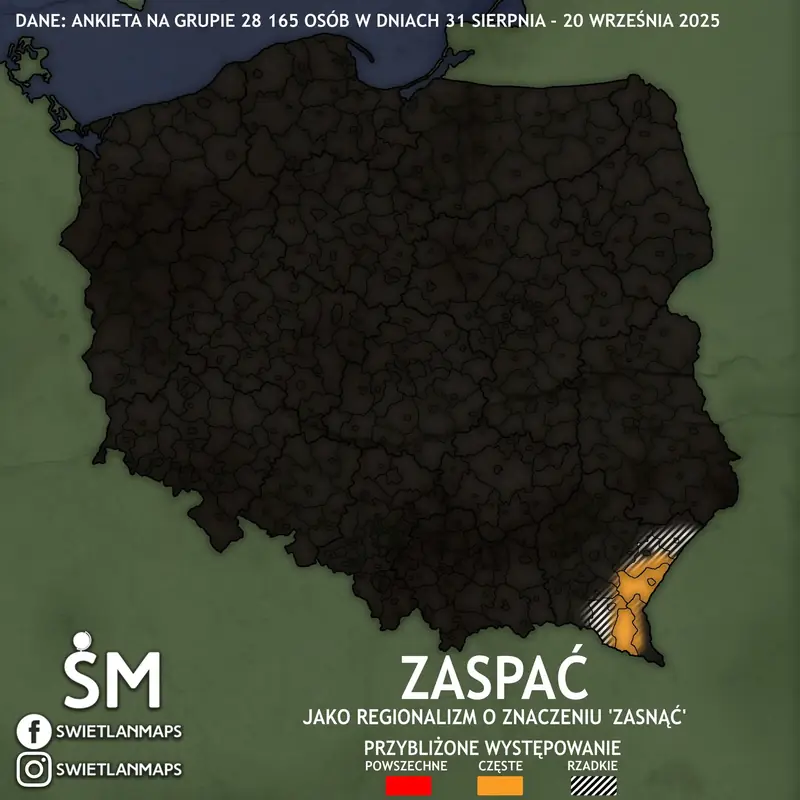 DANE: ANKIETA NA GRUPIE 28 165 OSÓB W DNIACH 31 SIERPNIA - 20 WRZEŚNIA 2025
ŚM
SWIETLANMAPS
SWIETLANMAPS
ZASPAĆ
JAKO REGIONALIZM O ZNACZENIU 'ZASNĄĆ'
PRZYBLIŻONE WYSTĘPOWANIE
POWSZECHNE CZĘSTE RZADKIE